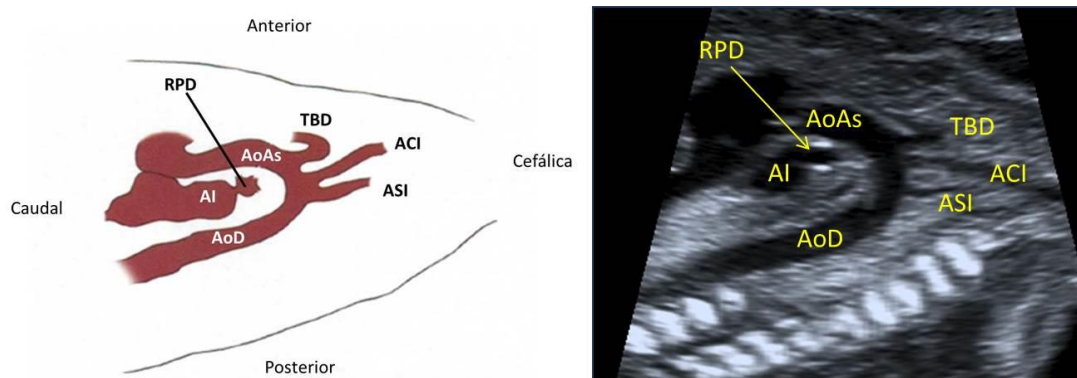 Anterior
RPD
TBD
ACI
AoAs
Cefálica
AI
ASI
Caudal
AoD
Posterior
RPD
AoAs
TBD
AI
ACI
ASI
AoD